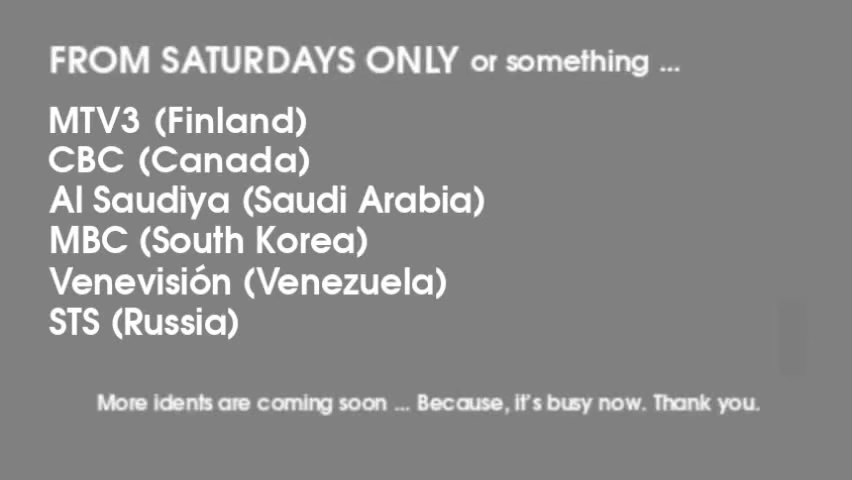 FROM SATURDAYS ONLY or something ...
MTV3 (Finland)
CBC (Canada)
Al Saudiya (Saudi Arabia)
MBC (South Korea)
Venevisión (Venezuela)
STS (Russia)
More idents are coming soon ... Because, it's busy now. Thank you.